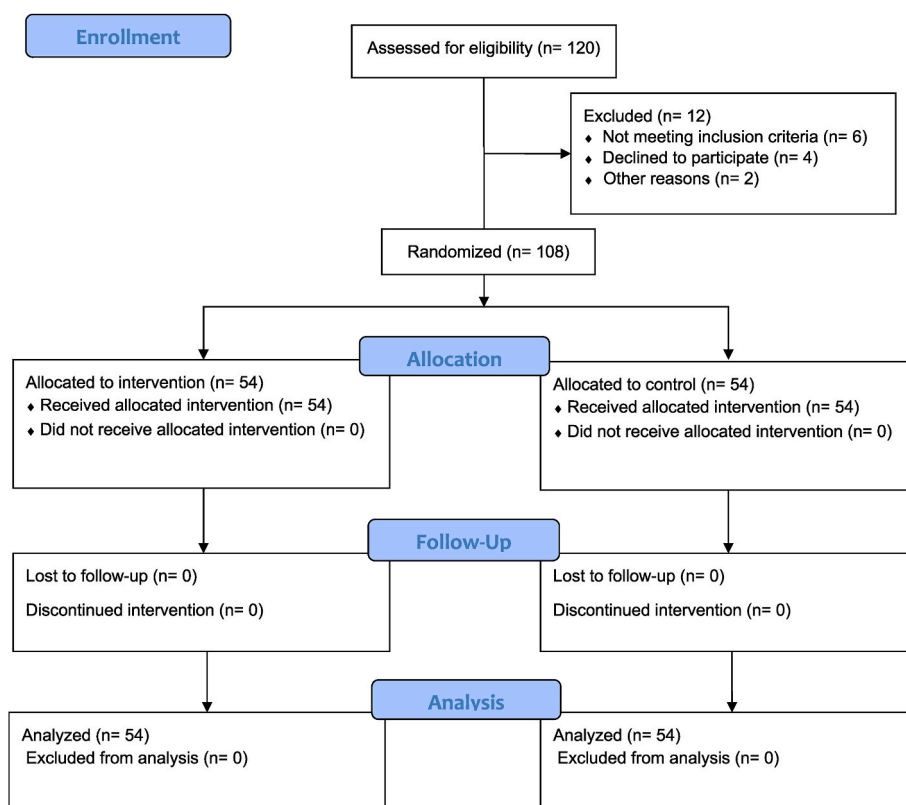 Enrollment
Assessed for eligibility (n= 120)
Excluded (n= 12)
♦ Not meeting inclusion criteria (n= 6)
♦ Declined to participate (n= 4)
♦ Other reasons (n= 2)
Randomized (n= 108)
Allocation
Allocated to intervention (n= 54)
♦ Received allocated intervention (n= 54)
♦ Did not receive allocated intervention (n= 0)
Allocated to control (n= 54)
♦ Received allocated intervention (n= 54)
♦ Did not receive allocated intervention (n= 0)
Follow-Up
Lost to follow-up (n= 0)
Discontinued intervention (n= 0)
Lost to follow-up (n= 0)
Discontinued intervention (n= 0)
Analysis
Analyzed (n= 54)
Excluded from analysis (n= 0)
Analyzed (n= 54)
Excluded from analysis (n= 0)